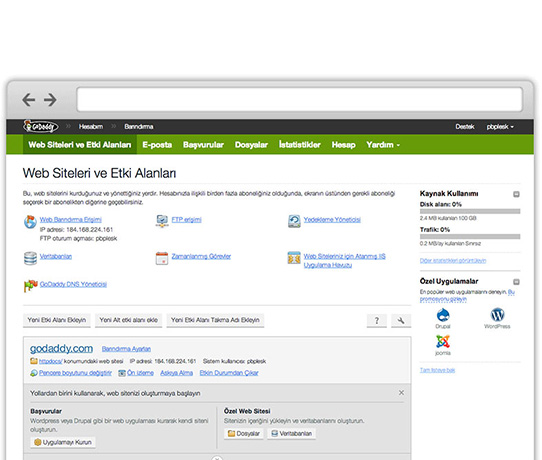 GoDaddy Hesabım Barındırma Destek pbplesk
Web Siteleri ve Etki Alanları E-posta Başvurular Dosyalar İstatistikler Hesap Yardım
Web Siteleri ve Etki Alanları
Bu, web sitelerini kurduğunuz ve yönettiğiniz yerdir. Hesabınızla ilişkili birden fazla aboneliğiniz olduğunda, ekranın üstünden gerekli aboneliği
seçerek bir abonelikten diğerine geçebilirsiniz.
Web Barındırma Erişimi
IP adresi: 184.168.224.161
FTP oturum açması: pbplesk
FTP erişimi
Yedekleme Yöneticisi
Veritabanları
Zamanlanmış Görevler
Web Siteleriniz için Atanmış IIS
Uygulama Havuzu
GoDaddy DNS Yöneticisi
Kaynak Kullanımı
Disk alanı: 0%
2.4 MB kullanılan 100 GB
Trafik: 0%
0.2 MB/ay kullanılan Sınırsız
Diğer istatistikleri görüntüleyin
Özel Uygulamalar
En popüler web uygulamalarını deneyin. Bu
promosyonu gizleyin
Drupal WordPress
joomla
Tam listeye bak
Yeni Etki Alanı Ekleyin Yeni Alt etki alanı ekle Yeni Etki Alanı Takma Adı Ekleyin ?
godaddy.com Barındırma Ayarları
httpdocs/ konumundaki web sitesi IP adresi: 184.168.224.161 Sistem kullanıcısı: pbplesk
Pencere boyutunu değiştirir Ön izleme Askıya Alma Etkin Durumdan Çıkar
Yollardan birini kullanarak, web sitenizi oluşturmaya başlayın
Başvurular
Wordpress veya Drupal gibi bir web uygulaması kurarak kendi siteni
oluşturun.
Uygulamayı Kurun
Özel Web Sitesi
Sitenizin içeriğini yükleyin ve veritabanlarını oluşturun.
Dosyalar Veritabanları